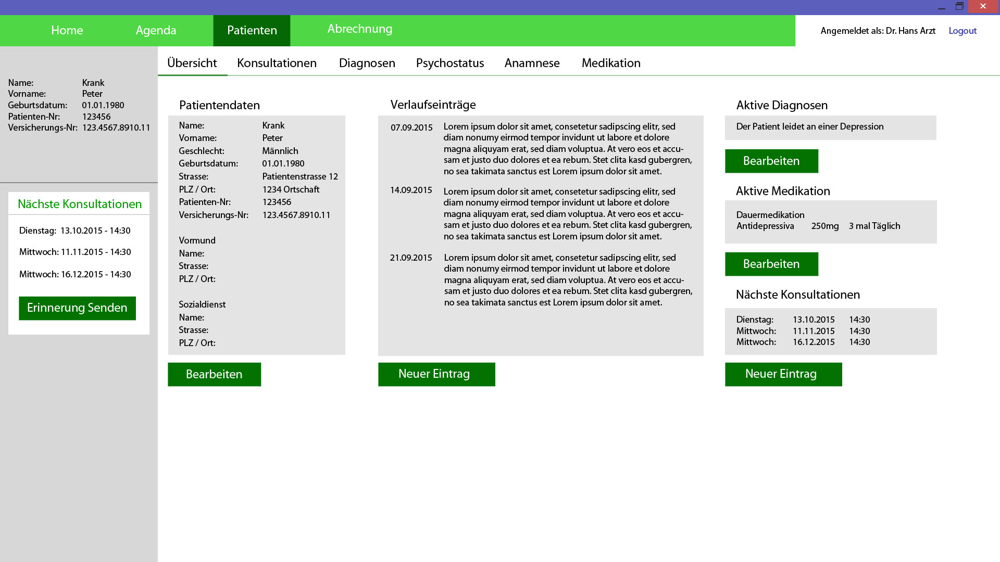 Home Agenda Patienten Abrechnung Angemeldet als: Dr. Hans Arzt Logout
Übersicht Konsultationen Diagnosen Psychostatus Anamnese Medikation
Name: Krank
Vorname: Peter
Geburtsdatum: 01.01.1980
Patienten-Nr: 123456
Versicherungs-Nr: 123.4567.8910.11
Nächste Konsultationen
Dienstag: 13.10.2015 - 14:30
Mittwoch: 11.11.2015 - 14:30
Mittwoch: 16.12.2015 - 14:30
Erinnerung Senden
Patientendaten
Name: Krank
Vorname: Peter
Geschlecht: Männlich
Geburtsdatum: 01.01.1980
Strasse: Patientenstrasse 12
PLZ / Ort: 1234 Ortschaft
Patienten-Nr: 123456
Versicherungs-Nr: 123.4567.8910.11
Vormund
Name:
Strasse:
PLZ / Ort:
Sozialdienst
Name:
Strasse:
PLZ / Ort:
Bearbeiten
Verlaufseinträge
07.09.2015 Lorem ipsum dolor sit amet, consetetur sadipscing elitr, sed
diam nonumy eirmod tempor invidunt ut labore et dolore
magna aliquyam erat, sed diam voluptua. At vero eos et accu-
sam et justo duo dolores et ea rebum. Stet clita kasd gubergren,
no sea takimata sanctus est Lorem ipsum dolor sit amet.
14.09.2015 Lorem ipsum dolor sit amet, consetetur sadipscing elitr, sed
diam nonumy eirmod tempor invidunt ut labore et dolore
magna aliquyam erat, sed diam voluptua. At vero eos et accu-
sam et justo duo dolores et ea rebum. Stet clita kasd gubergren,
no sea takimata sanctus est Lorem ipsum dolor sit amet.
21.09.2015 Lorem ipsum dolor sit amet, consetetur sadipscing elitr, sed
diam nonumy eirmod tempor invidunt ut labore et dolore
magna aliquyam erat, sed diam voluptua. At vero eos et accu-
sam et justo duo dolores et ea rebum. Stet clita kasd gubergren,
no sea takimata sanctus est Lorem ipsum dolor sit amet.
Neuer Eintrag
Aktive Diagnosen
Der Patient leidet an einer Depression
Bearbeiten
Aktive Medikation
Dauermedikation
Antidepressiva 250mg 3 mal Täglich
Bearbeiten
Nächste Konsultationen
Dienstag: 13.10.2015 14:30
Mittwoch: 11.11.2015 14:30
Mittwoch: 16.12.2015 14:30
Neuer Eintrag